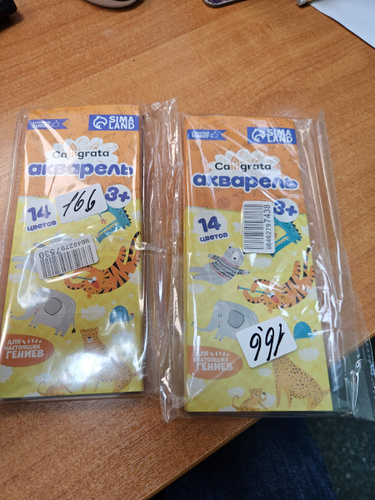 SIMA
LAND
Calligrata
акварель
3+
14
цветов
166
ДЛЯ
НАСТОЯЩИХ
ГЕНИЕВ
SIMA
LAND
Calligrata
акварель
3+
14
цветов
166
ДЛЯ
НАСТОЯЩИХ
ГЕНИЕВ